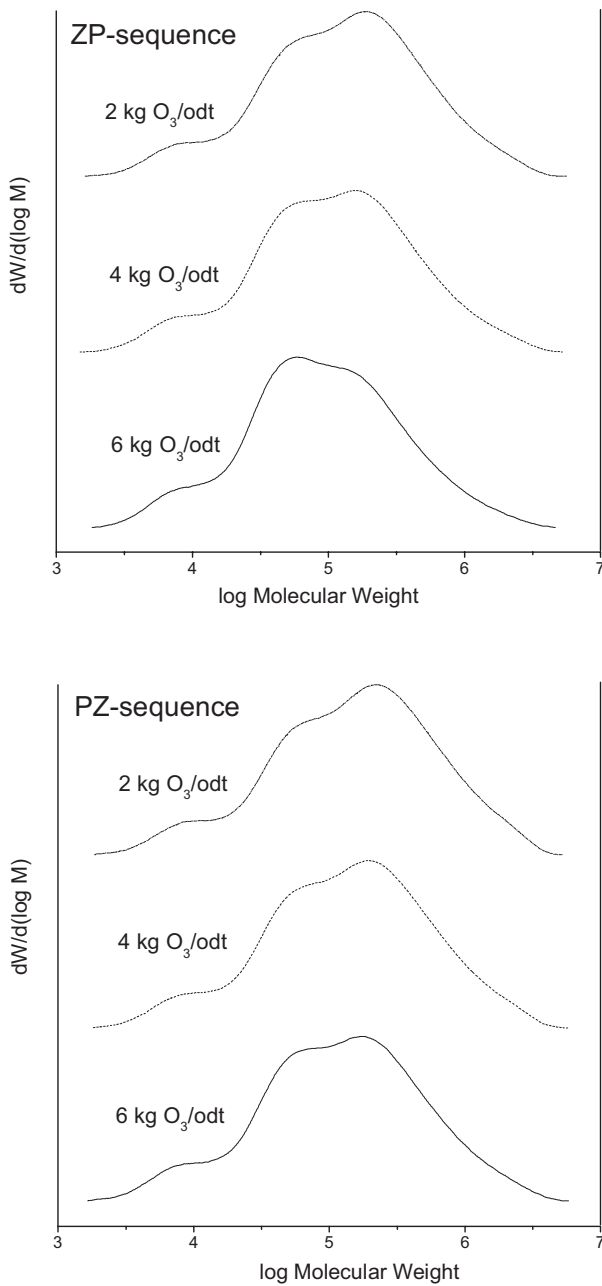 ZP-sequence
2 kg O3/odt
4 kg O3/odt
6 kg O3/odt
dW/d(log M)
3 4 5 6 7
log Molecular Weight
PZ-sequence
2 kg O3/odt
4 kg O3/odt
6 kg O3/odt
dW/d(log M)
3 4 5 6 7
log Molecular Weight